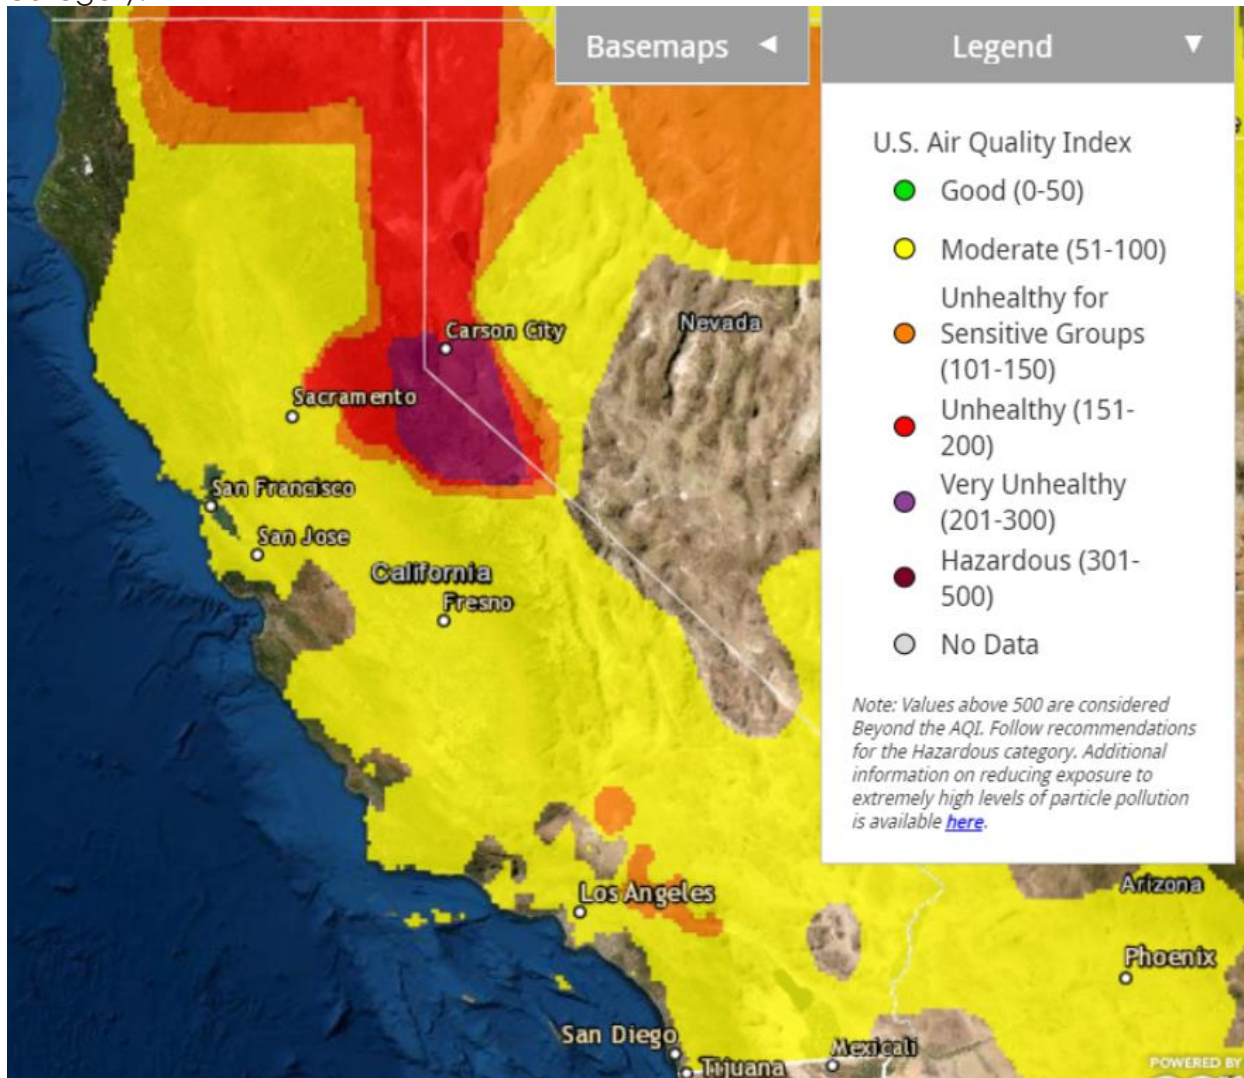 Basemaps
Legend
U.S. Air Quality Index
Good (0-50)
Moderate (51-100)
Unhealthy for
Sensitive Groups
(101-150)
Unhealthy (151-
200)
Very Unhealthy
(201-300)
Hazardous (301-
500)
No Data
Note: Values above 500 are considered
Beyond the AQI. Follow recommendations
for the Hazardous category. Additional
information on reducing exposure to
extremely high levels of particle pollution
is available here.
Carson City
Nevada
Sacramento
San Francisco
San Jose
California
Fresno
Los Angeles
Arizona
Phoenix
San Diego
Tijuana
Mexicali
POWERED BY